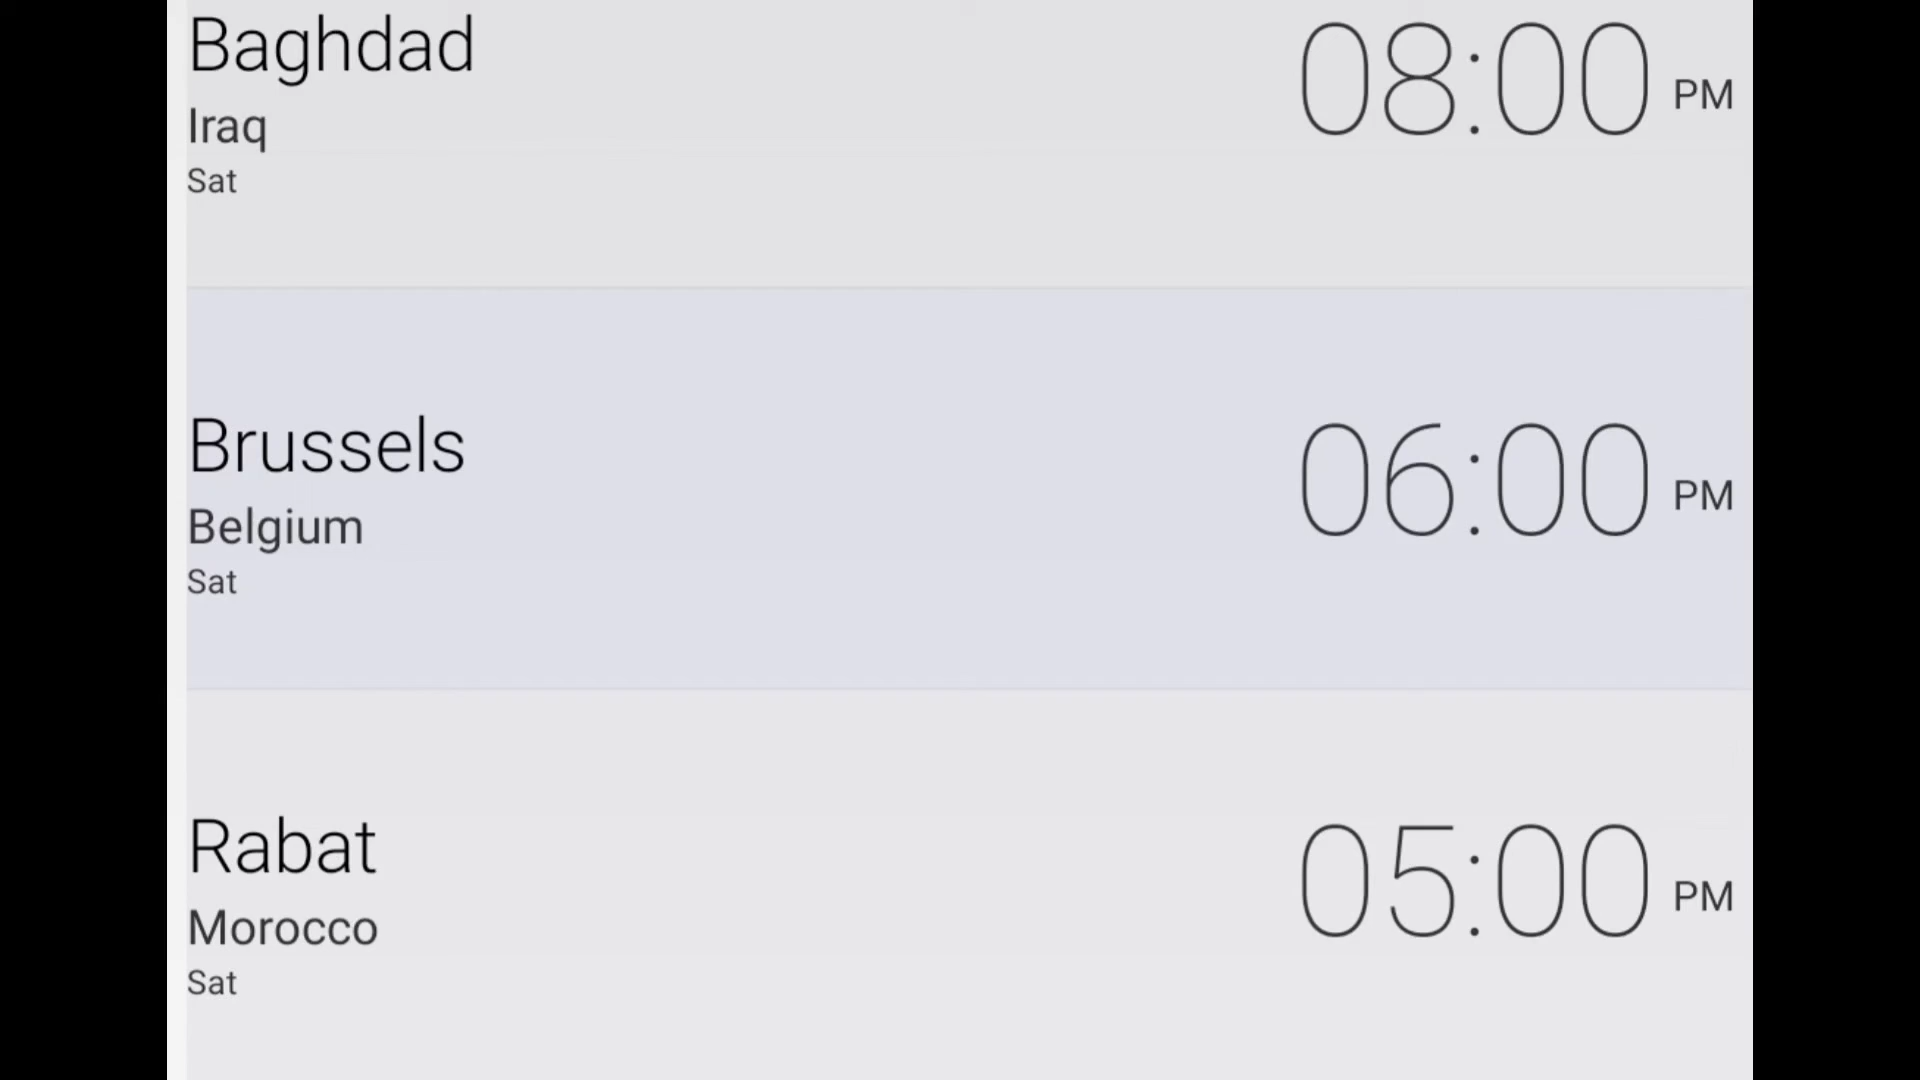 Baghdad
08:00 PM
Iraq
Sat
Brussels
06:00 PM
Belgium
Sat
Rabat
05:00 PM
Morocco
Sat